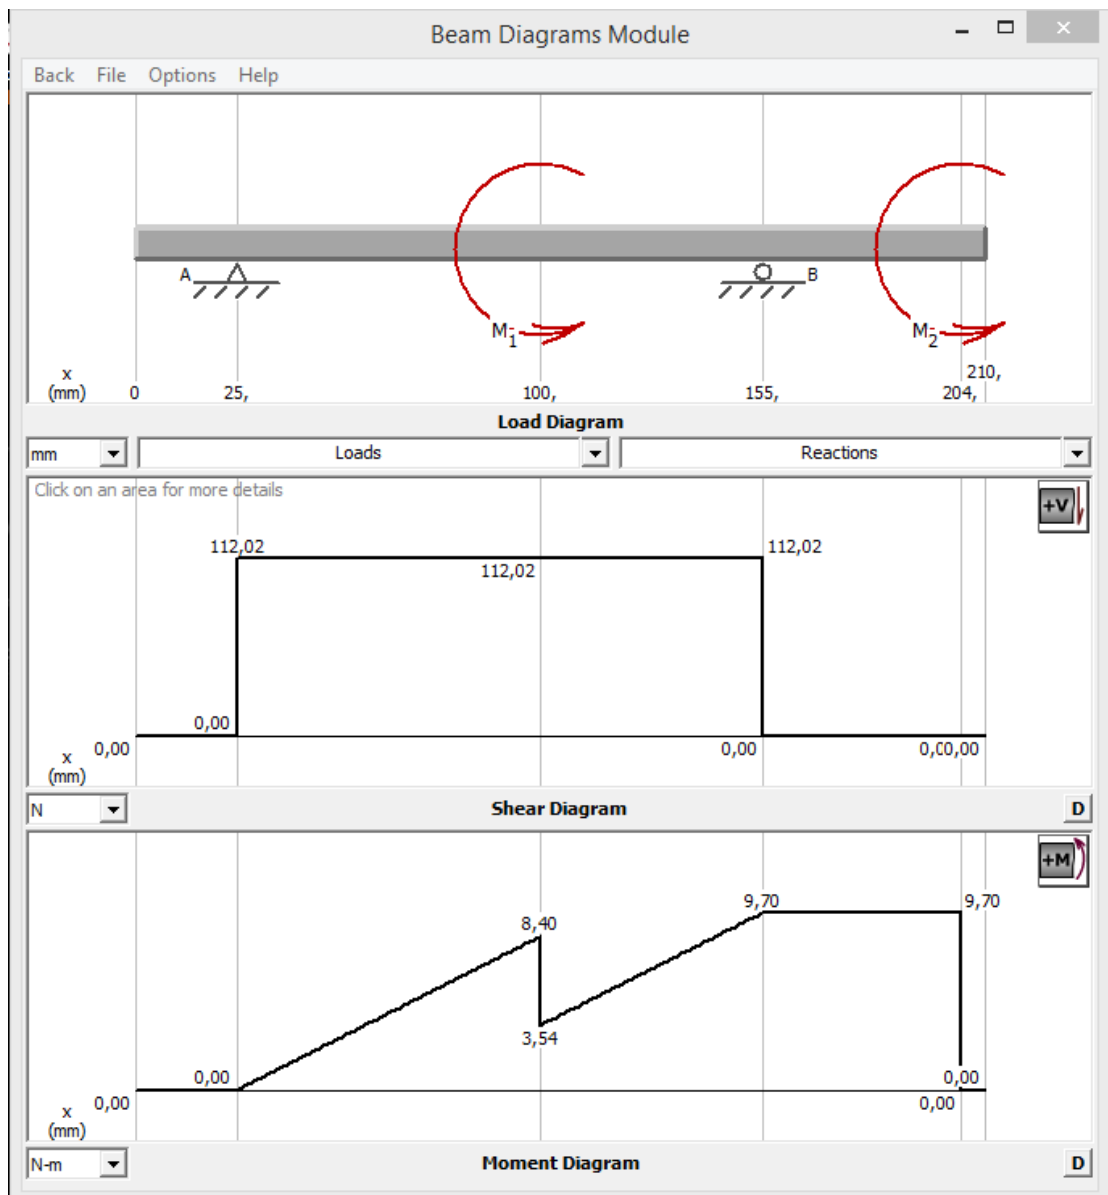 Beam Diagrams Module
Back File Options Help
A
B
M1
M2
x
(mm)
0 25, 100, 155, 204, 210,
Load Diagram
mm Loads Reactions
Click on an area for more details
+V
112,02 112,02
112,02
0,00
0,00 0,00 0,00,00
x
(mm)
N Shear Diagram D
+M
9,70 9,70
8,40
3,54
0,00 0,00
0,00 0,00
x
(mm)
N-m Moment Diagram D